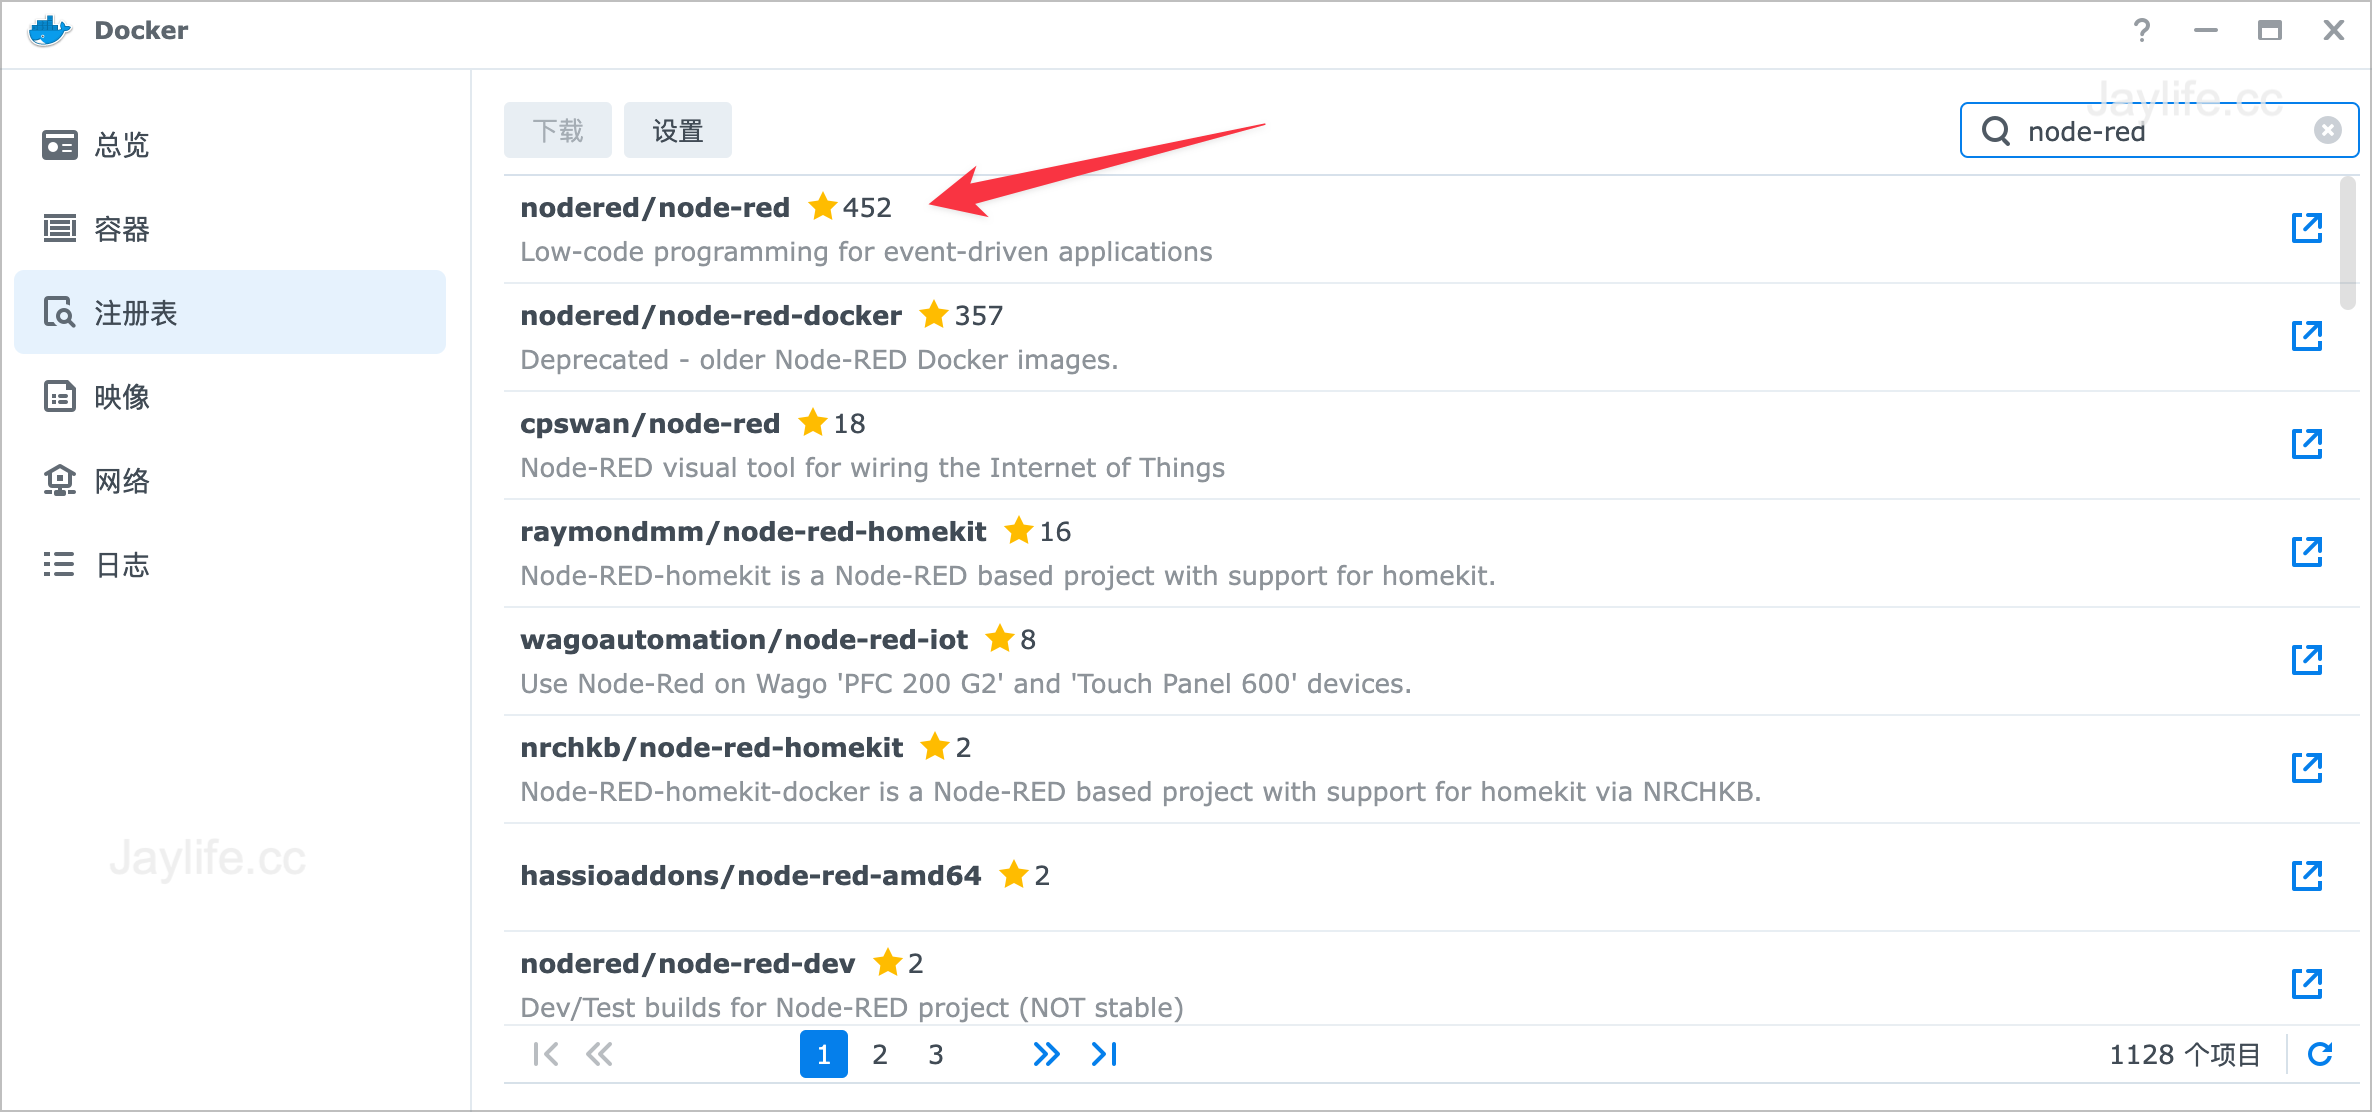 Docker
?
Jaylife.cc
总览
容器
注册表
映像
网络
日志
下载
设置
node-red
nodered/node-red 452
Low-code programming for event-driven applications
nodered/node-red-docker 357
Deprecated - older Node-RED Docker images.
cpswan/node-red 18
Node-RED visual tool for wiring the Internet of Things
raymondmm/node-red-homekit 16
Node-RED-homekit is a Node-RED based project with support for homekit.
wagoautomation/node-red-iot 8
Use Node-Red on Wago 'PFC 200 G2' and 'Touch Panel 600' devices.
nrchkb/node-red-homekit 2
Node-RED-homekit-docker is a Node-RED based project with support for homekit via NRCHKB.
Jaylife.cc
hassioaddons/node-red-amd64 2
nodered/node-red-dev 2
Dev/Test builds for Node-RED project (NOT stable)
1 2 3
1128 个项目